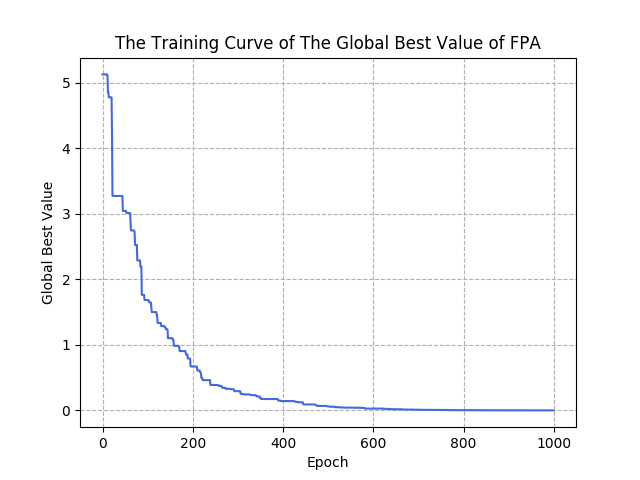 The Training Curve of The Global Best Value of FPA
Global Best Value
5
4
3
2
1
0
0 200 400 600 800 1000
Epoch